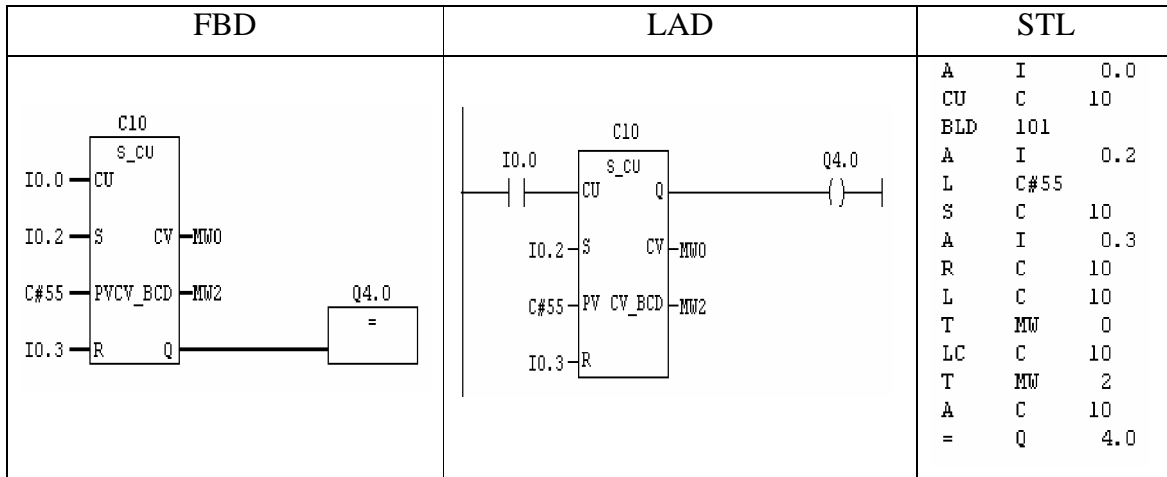 FBD
LAD
STL
C10
S_CU
I0.0 CU
I0.2 S CV MW0
C#55 PV CV_BCD MW2
Q4.0
=
I0.3 R Q
C10
I0.0 S_CU Q4.0
CU Q ( )
I0.2 S CV MW0
C#55 PV CV_BCD MW2
I0.3 R
A I 0.0
CU C 10
BLD 101
A I 0.2
L C#55
S C 10
A I 0.3
R C 10
L C 10
T MW 0
LC C 10
T MW 2
A C 10
= Q 4.0